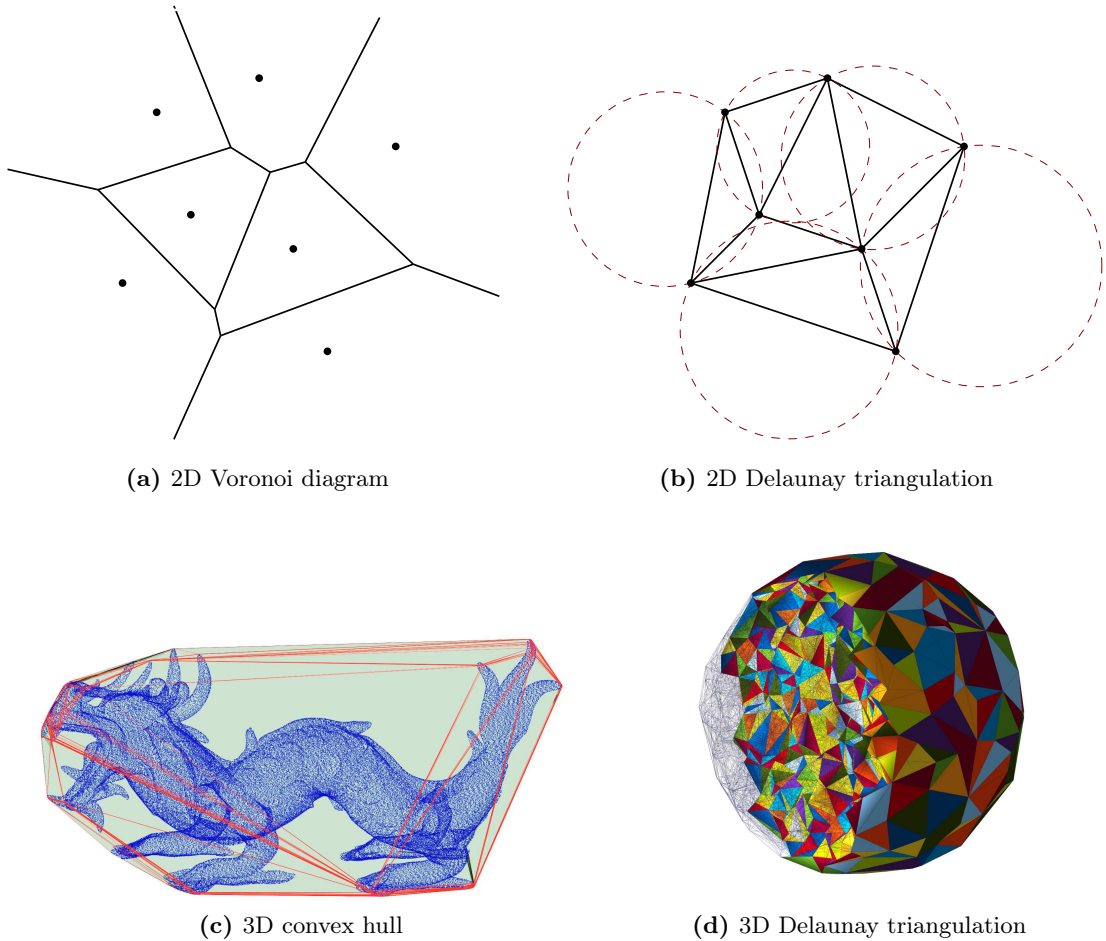 (a) 2D Voronoi diagram
(b) 2D Delaunay triangulation
(c) 3D convex hull
(d) 3D Delaunay triangulation